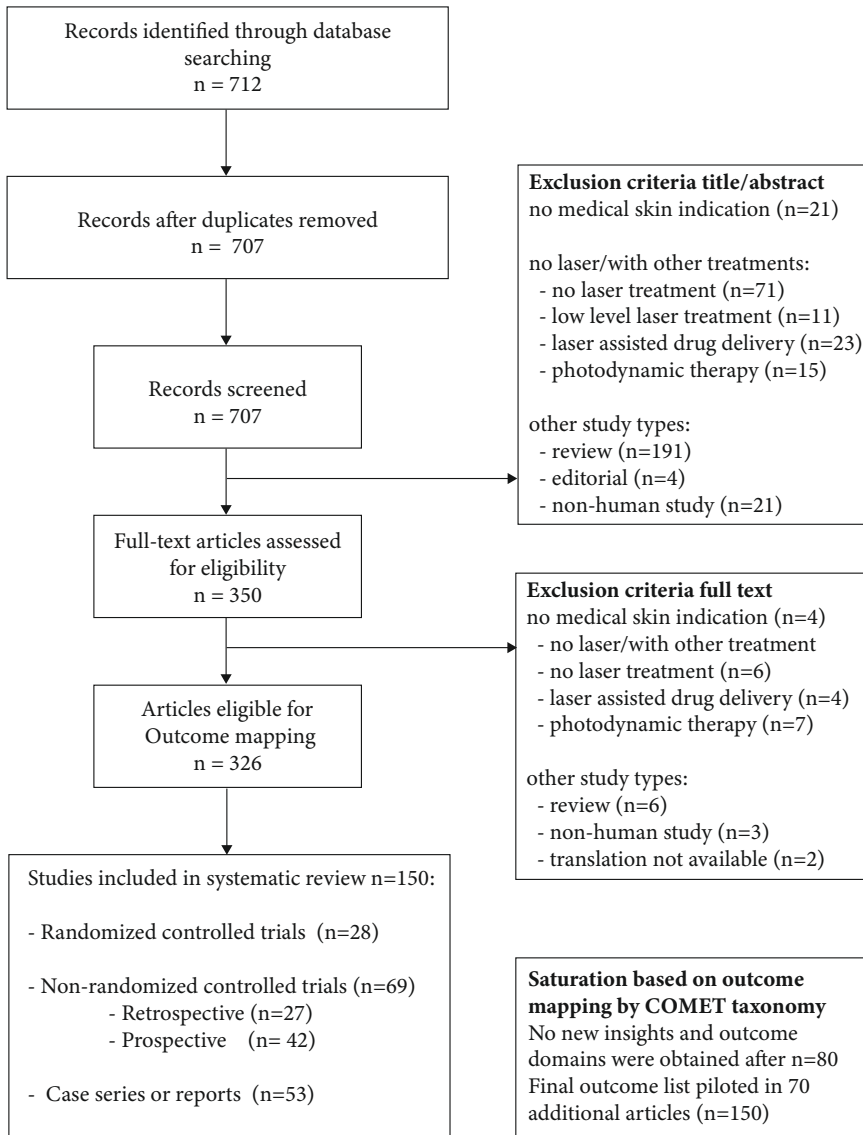 Records identified through database
searching
n = 712
Records after duplicates removed
n = 707
Exclusion criteria title/abstract
no medical skin indication (n=21)
no laser/with other treatments:
- no laser treatment (n=71)
- low level laser treatment (n=11)
- laser assisted drug delivery (n=23)
- photodynamic therapy (n=15)
other study types:
- review (n=191)
- editorial (n=4)
- non-human study (n=21)
Records screened
n = 707
Full-text articles assessed
for eligibility
n = 350
Exclusion criteria full text
no medical skin indication (n=4)
- no laser/with other treatment
- no laser treatment (n=6)
- laser assisted drug delivery (n=4)
- photodynamic therapy (n=7)
other study types:
- review (n=6)
- non-human study (n=3)
- translation not available (n=2)
Articles eligible for
Outcome mapping
n = 326
Studies included in systematic review n=150:
- Randomized controlled trials (n=28)
- Non-randomized controlled trials (n=69)
- Retrospective (n=27)
- Prospective (n= 42)
- Case series or reports (n=53)
Saturation based on outcome
mapping by COMET taxonomy
No new insights and outcome
domains were obtained after n=80
Final outcome list piloted in 70
additional articles (n=150)